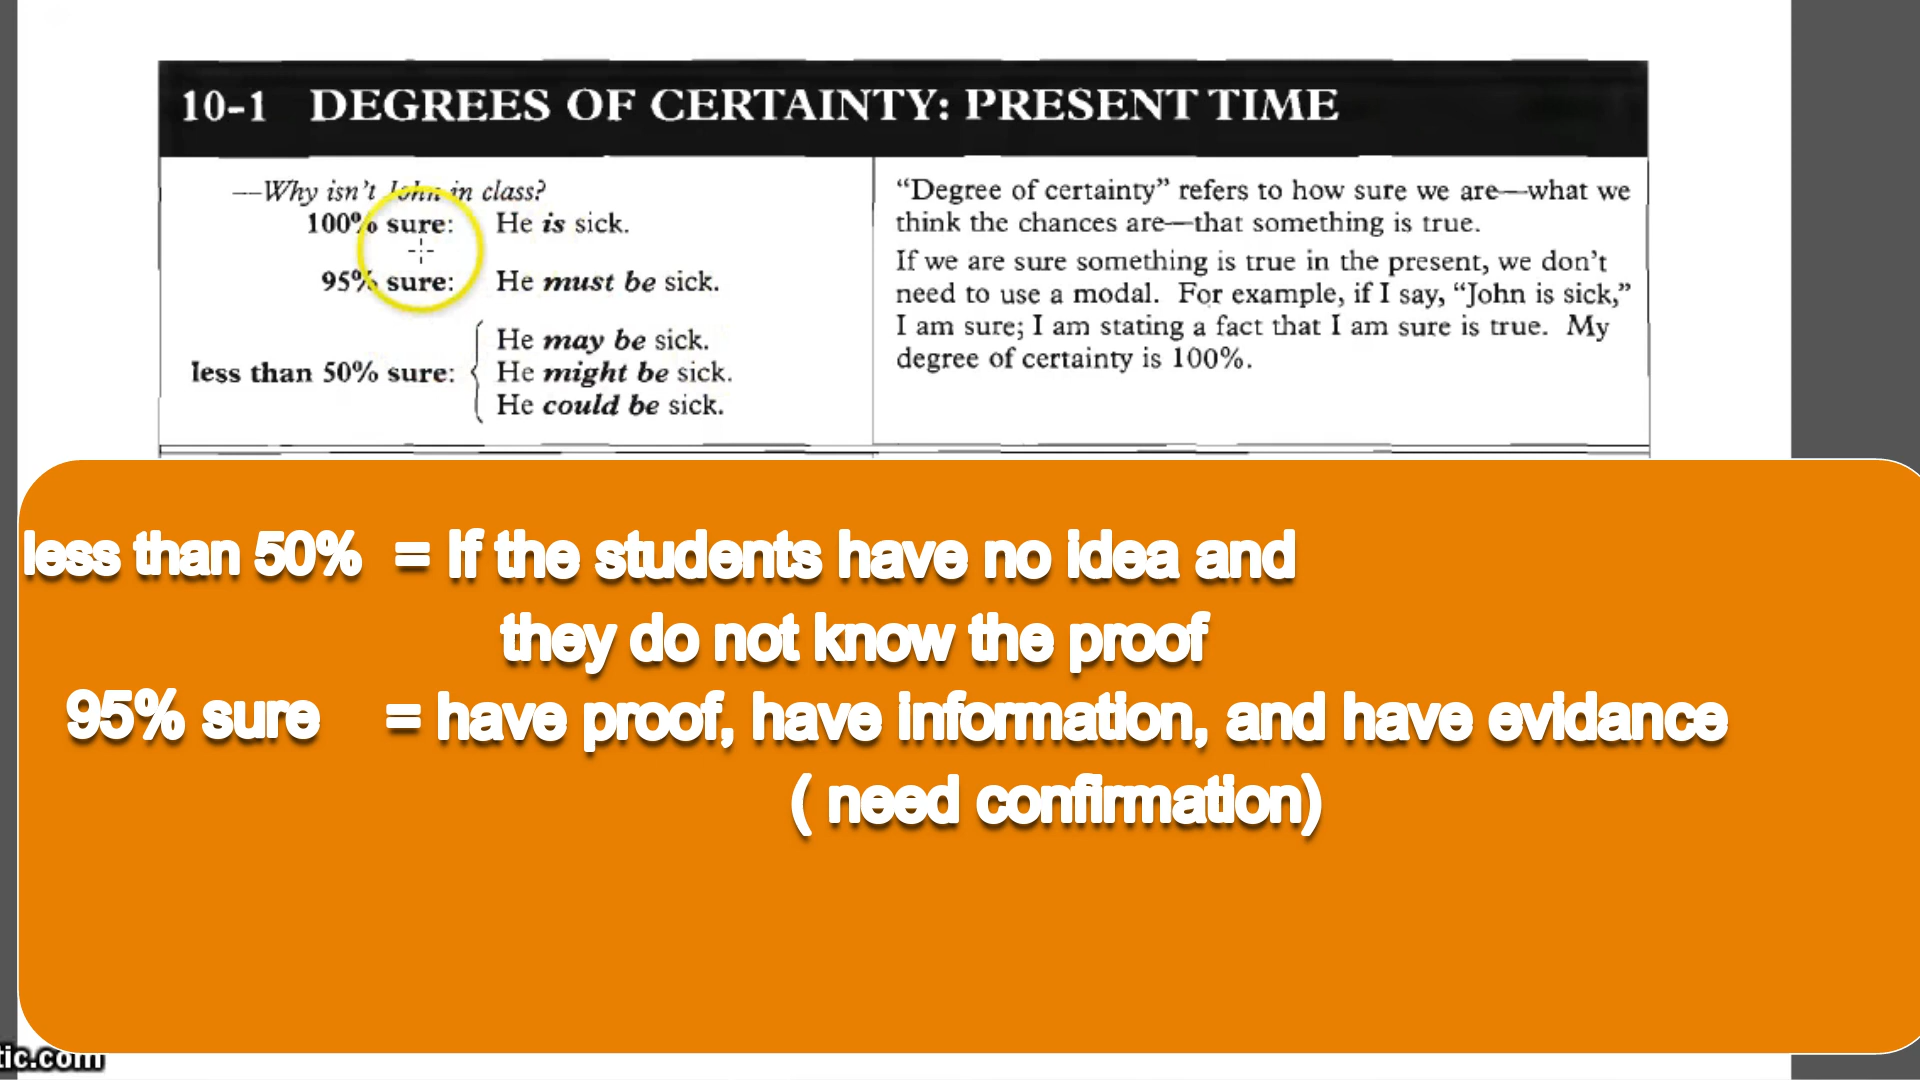 10-1 DEGREES OF CERTAINTY: PRESENT TIME
—Why isn't John in class?
100% sure: He is sick.
95% sure: He must be sick.
He may be sick.
less than 50% sure: He might be sick.
He could be sick.
"Degree of certainty" refers to how sure we are—what we
think the chances are—that something is true.
If we are sure something is true in the present, we don't
need to use a modal. For example, if I say, "John is sick,"
I am sure; I am stating a fact that I am sure is true. My
degree of certainty is 100%.
less than 50% = If the students have no idea and
they do not know the proof
95% sure = have proof, have information, and have evidance
( need confirmation)
tic.com